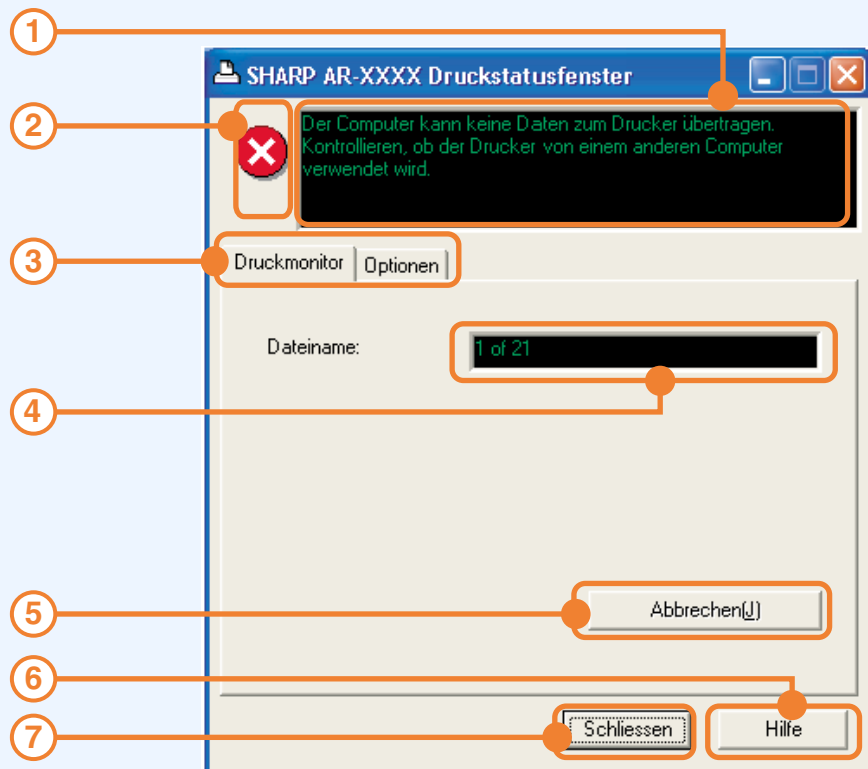 1
SHARP AR-XXXX Druckstatusfenster
2
Der Computer kann keine Daten zum Drucker übertragen.
Kontrollieren, ob der Drucker von einem anderen Computer
verwendet wird.
3
Druckmonitor
Optionen
Dateiname:
1 of 21
4
5
Abbrechen(J)
6
7
Schliessen
Hilfe